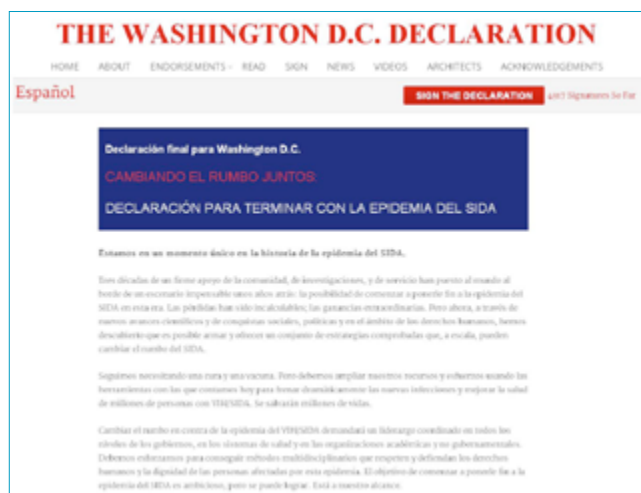 THE WASHINGTON D.C. DECLARATION
HOME ABOUT ENDORSEMENTS READ SIGN NEWS VIDEOS ARCHITECTS ACKNOWLEDGEMENTS
Español SIGN THE DECLARATION Signatures So Far
Declaración final para Washington D.C.
CAMBIANDO EL RUMBO JUNTOS:
DECLARACIÓN PARA TERMINAR CON LA EPIDEMIA DEL SIDA
Estamos en un momento único en la historia de la epidemia del SIDA.
Tres décadas de un firme apoyo de la comunidad, de investigaciones, y de servicio han puesto al mundo al
borde de un escenario impensable unos años atrás: la posibilidad de comenzar a ponerle fin a la epidemia del
SIDA en esta era. Las pérdidas han sido incalculables; las ganancias extraordinarias. Pero ahora, a través de
nuevos avances científicos y de conquistas sociales, políticas y en el ámbito de los derechos humanos, hemos
descubierto que es posible armar y ofrecer un conjunto de estrategias comprobadas que, a escala, pueden
cambiar el rumbo del SIDA.
Seguimos necesitando una cura y una vacuna. Pero debemos ampliar nuestros recursos y esfuerzos usando las
herramientas con las que contamos hoy para frenar dramáticamente las nuevas infecciones y mejorar la salud
de millones de personas con VIH/SIDA. Se salvarán millones de vidas.
Cambiar el rumbo en contra de la epidemia del VIH/SIDA demandará un liderazgo coordinado en todos los
niveles de los gobiernos, en los sistemas de salud y en las organizaciones académicas y no gubernamentales.
Debemos esforzarnos para conseguir métodos multidisciplinarios que respeten y defiendan los derechos
humanos y la dignidad de las personas afectadas por esta epidemia. El objetivo de comenzar a ponerle fin a la
epidemia del SIDA es ambicioso, pero se puede lograr. Está a nuestro alcance.